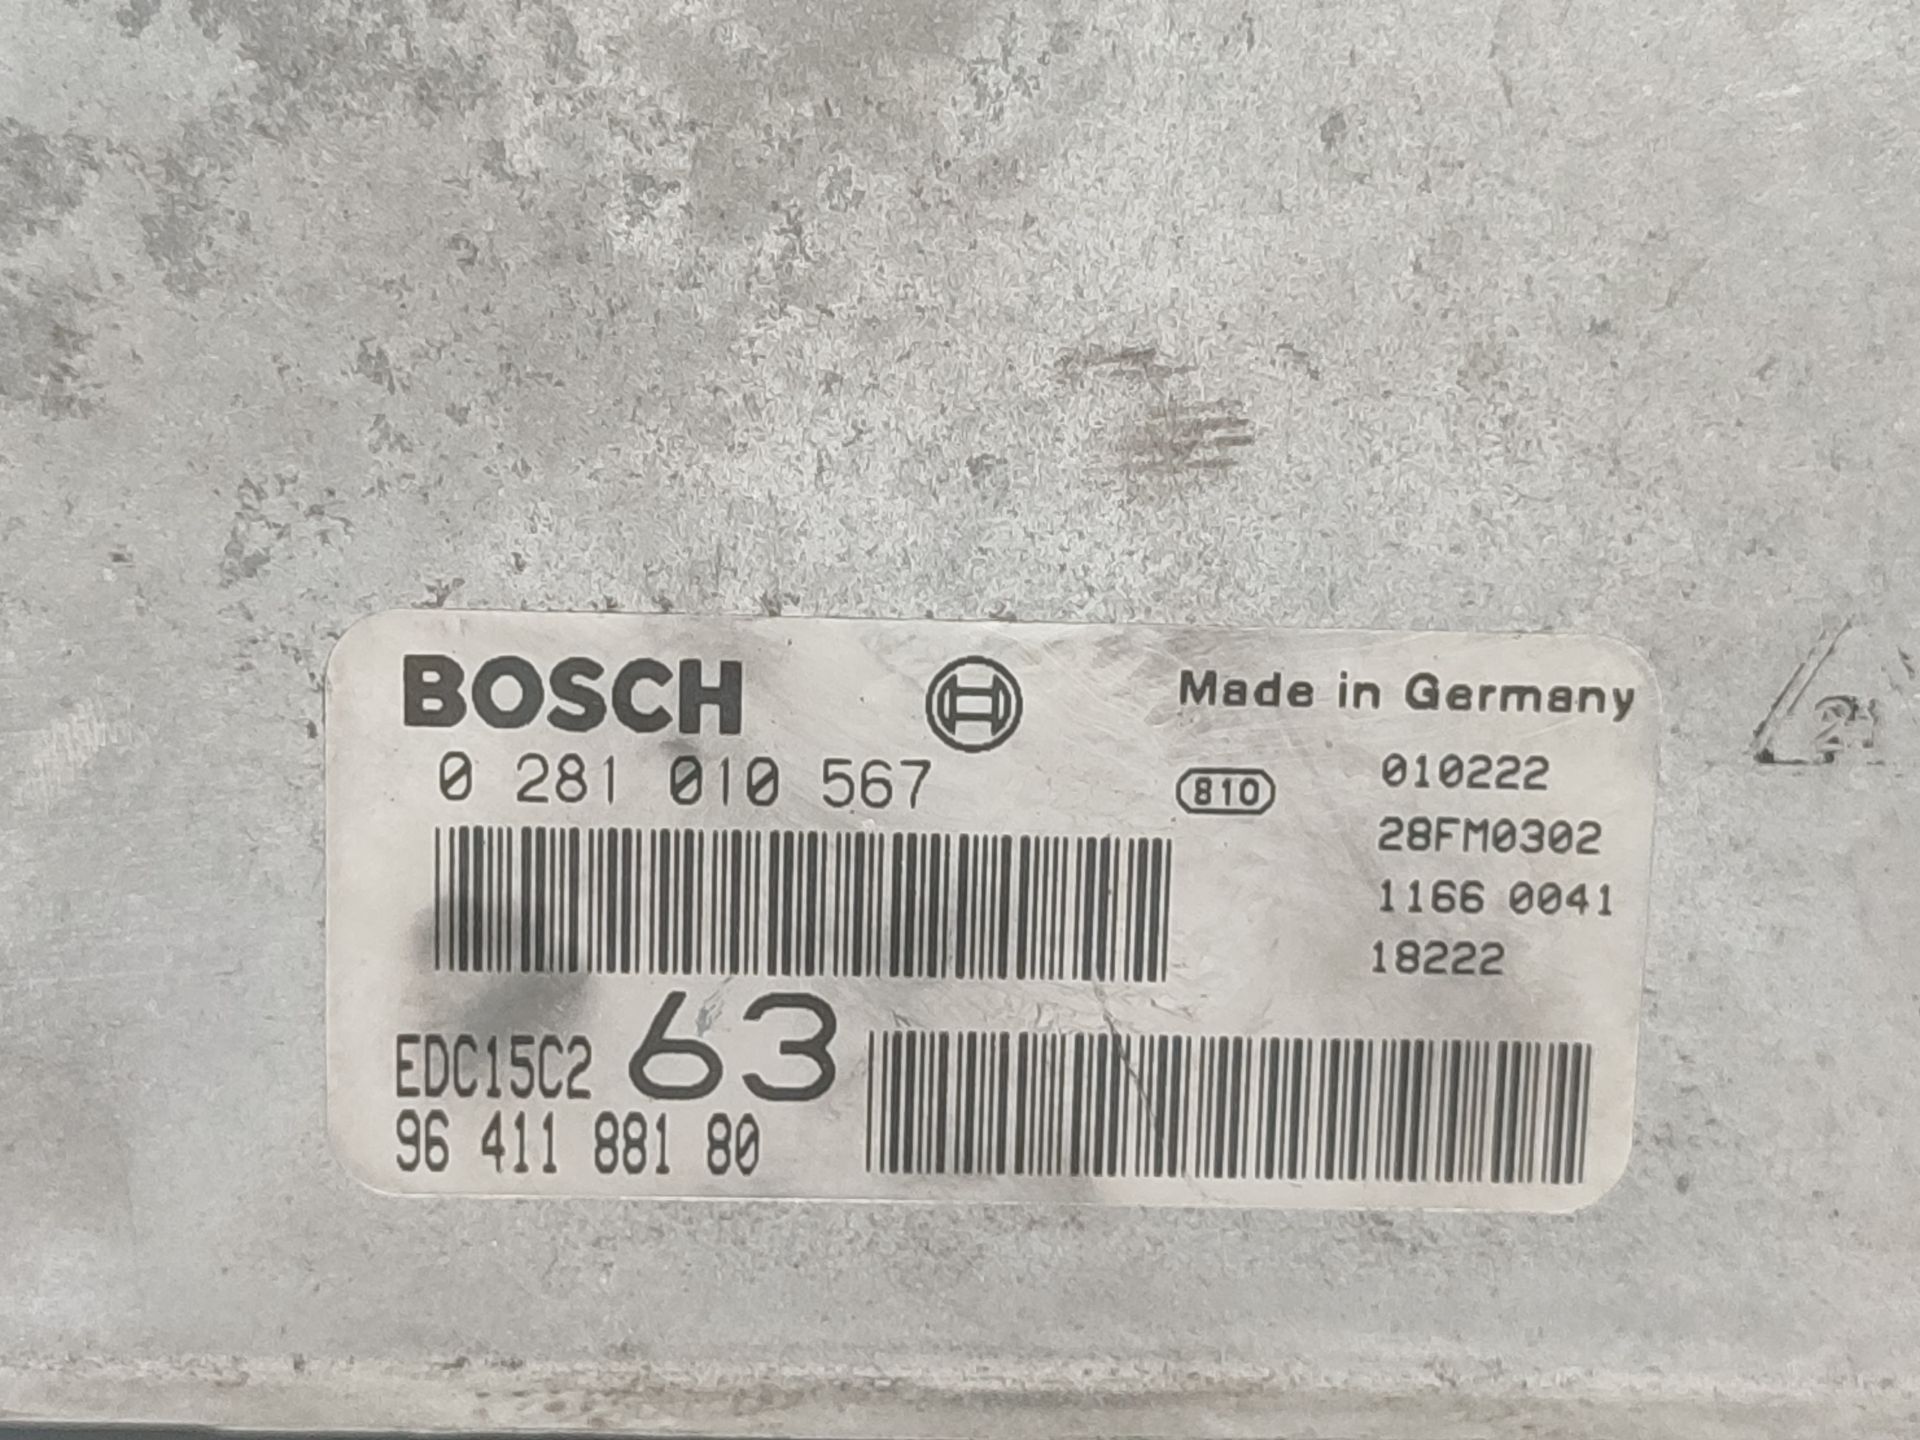 BOSCH
Made in Germany
0 281 010 567
810
010222
28FM0302
1166 0041
18222
EDC15C2 63
96 411 881 80
21